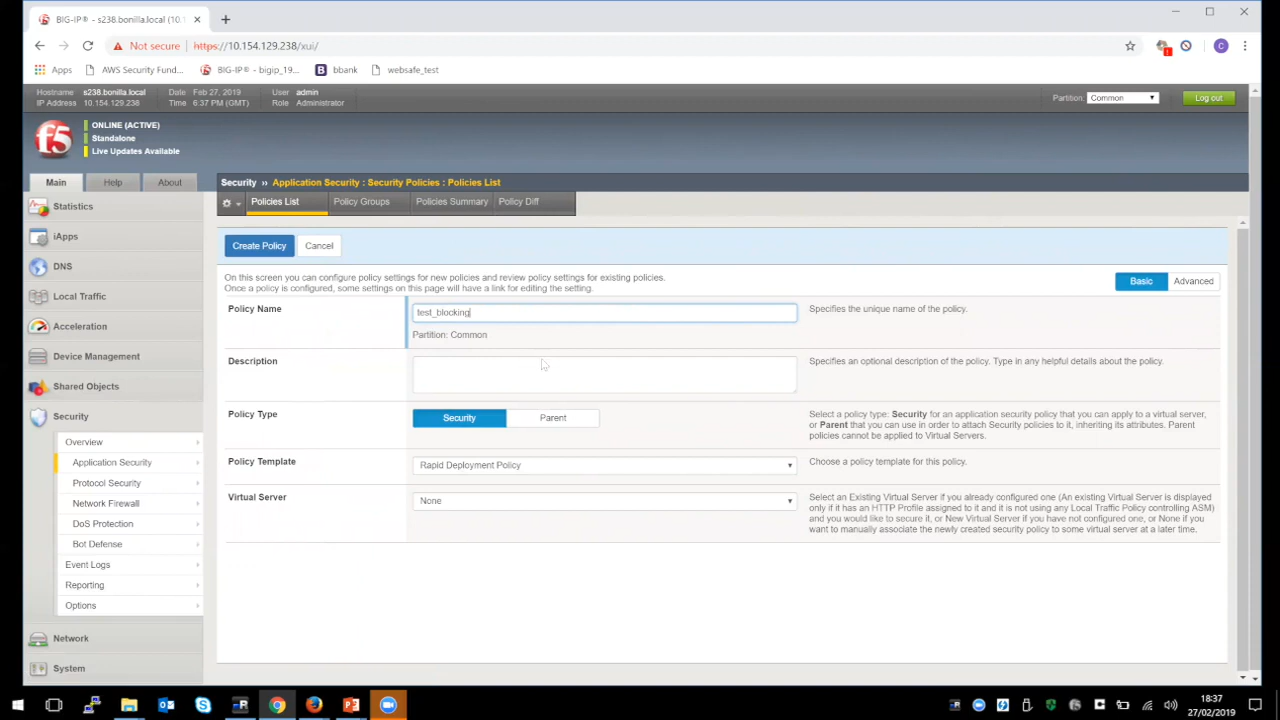 BIG-IP® - s238.bonilla.local (10.1
Not secure https://10.154.129.238/xui/
Apps AWS Security Fund... BIG-IP® - bigip_19... bbank websafe_test
Hostname s238.bonilla.local Date Feb 27, 2019 User admin
IP Address 10.154.129.238 Time 6:37 PM (GMT) Role Administrator
Partition: Common Log out
f5
ONLINE (ACTIVE)
Standalone
Live Updates Available
Main Help About
Security ›› Application Security : Security Policies : Policies List
Policies List Policy Groups Policies Summary Policy Diff
Statistics
iApps
DNS
Local Traffic
Acceleration
Device Management
Shared Objects
Security
Overview
Application Security
Protocol Security
Network Firewall
DoS Protection
Bot Defense
Event Logs
Reporting
Options
Network
System
Create Policy Cancel
On this screen you can configure policy settings for new policies and review policy settings for existing policies.
Once a policy is configured, some settings on this page will have a link for editing the setting.
Basic Advanced
Policy Name test_blocking Specifies the unique name of the policy.
Partition: Common
Description Specifies an optional description of the policy. Type in any helpful details about the policy.
Policy Type Security Parent
Select a policy type: Security for an application security policy that you can apply to a virtual server,
or Parent that you can use in order to attach Security policies to it, inheriting its attributes. Parent
policies cannot be applied to Virtual Servers.
Policy Template Rapid Deployment Policy Choose a policy template for this policy.
Virtual Server None
Select an Existing Virtual Server if you already configured one (An existing Virtual Server is displayed
only if it has an HTTP Profile assigned to it and it is not using any Local Traffic Policy controlling ASM)
and you would like to secure it, or New Virtual Server if you have not configured one, or None if you
want to manually associate the newly created security policy to some virtual server at a later time.
18:37
27/02/2019